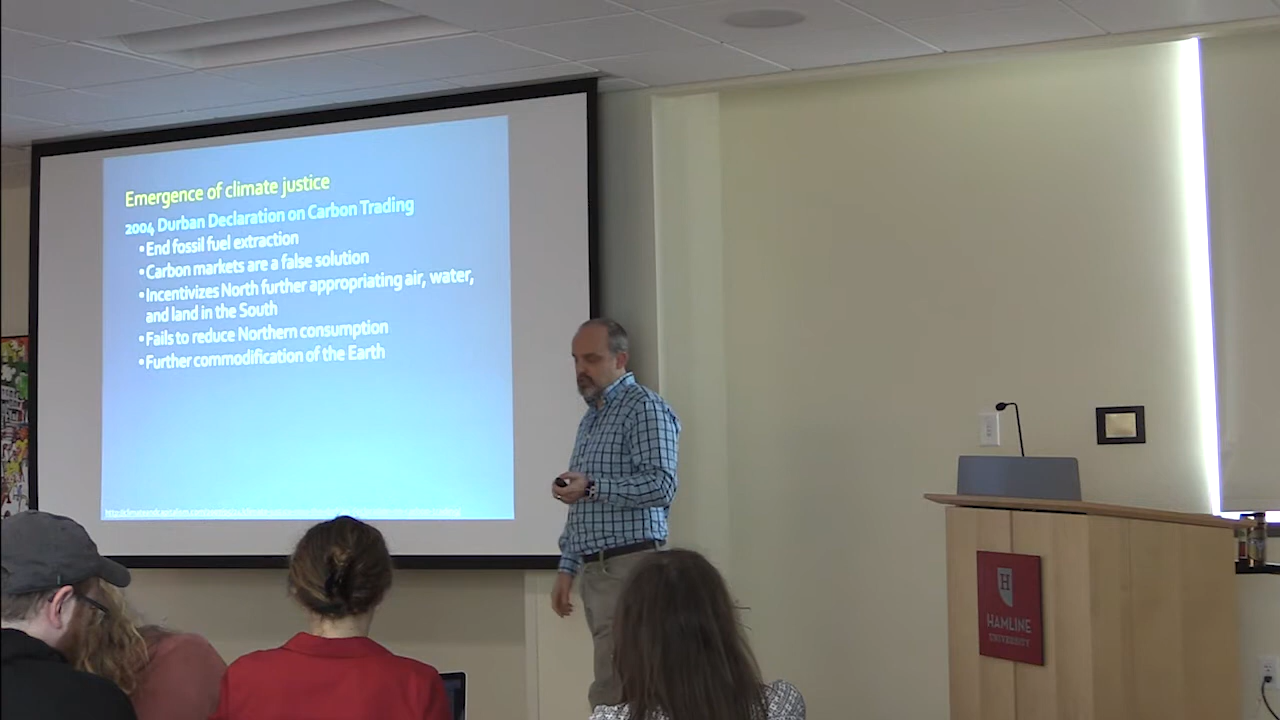 Emergence of climate justice
2004 Durban Declaration on Carbon Trading
• End fossil fuel extraction
• Carbon markets are a false solution
• Incentivizes North further appropriating air, water,
and land in the South
• Fails to reduce Northern consumption
• Further commodification of the Earth
H
HAMLINE
UNIVERSITY